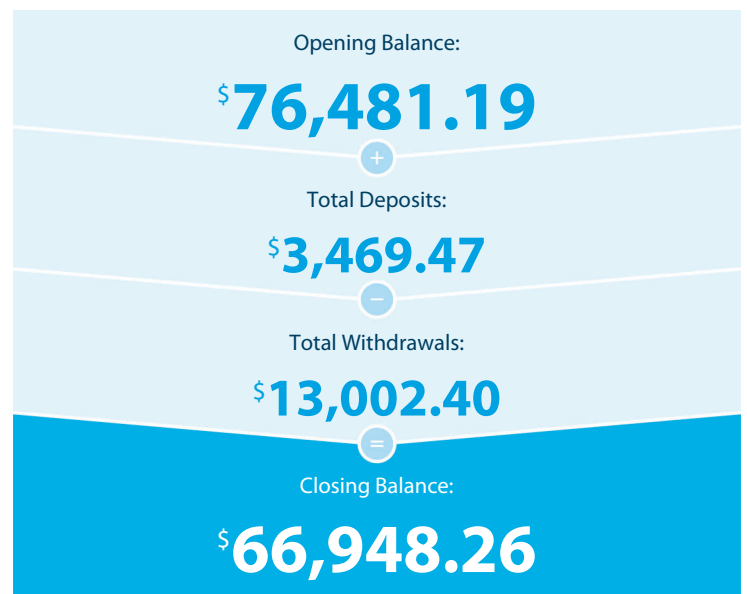 Opening Balance:
$76,481.19
+
Total Deposits:
$3,469.47
−
Total Withdrawals:
$13,002.40
=
Closing Balance:
$66,948.26